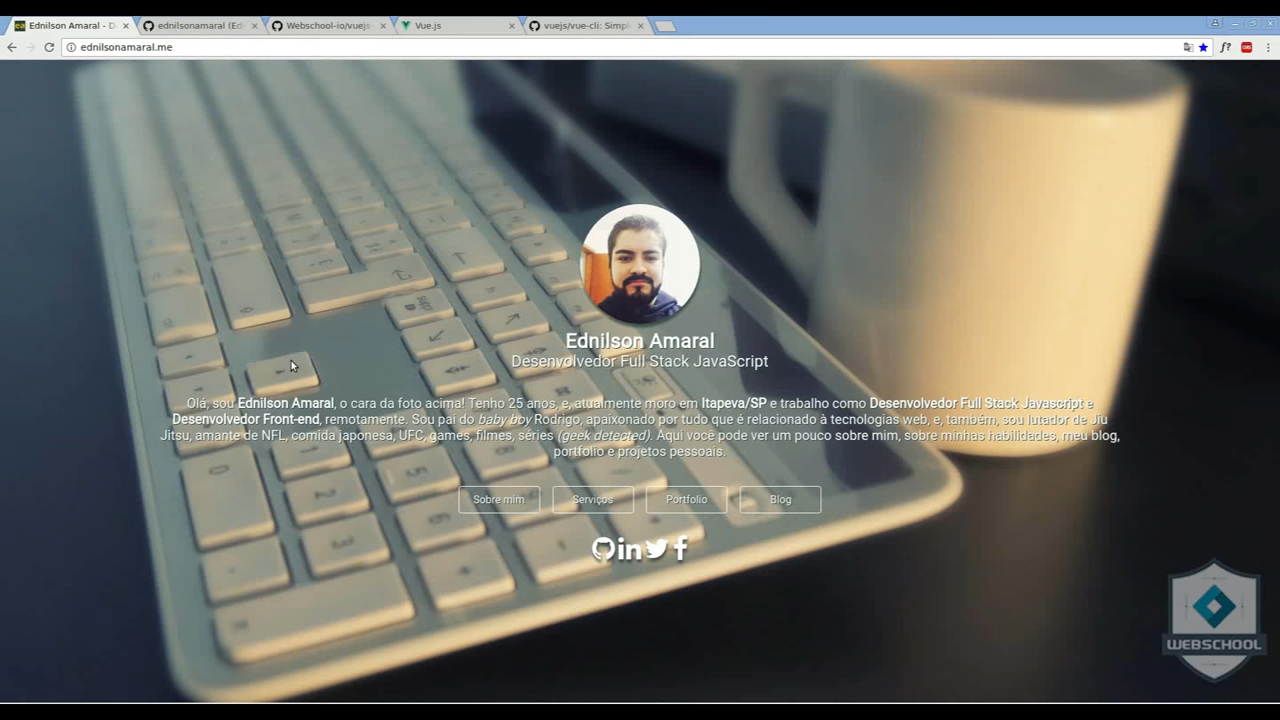 Ednilson Amaral - D
ednilsonamaral (Ed
Webschool-io/vuejs-
Vue.js
vuejs/vue-cli: Simpl
ednilsonamaral.me
f?
Ednilson Amaral
Desenvolvedor Full Stack JavaScript
Olá, sou Ednilson Amaral, o cara da foto acima! Tenho 25 anos, e, atualmente moro em Itapeva/SP e trabalho como Desenvolvedor Full Stack Javascript e
Desenvolvedor Front-end, remotamente. Sou pai do baby boy Rodrigo, apaixonado por tudo que é relacionado à tecnologias web, e, também, sou lutador de Jiu
Jitsu, amante de NFL, comida japonesa, UFC, games, filmes, séries (geek detected). Aqui você pode ver um pouco sobre mim, sobre minhas habilidades, meu blog,
portfolio e projetos pessoais.
Sobre mim
Serviços
Portfolio
Blog
WEBSCHOOL